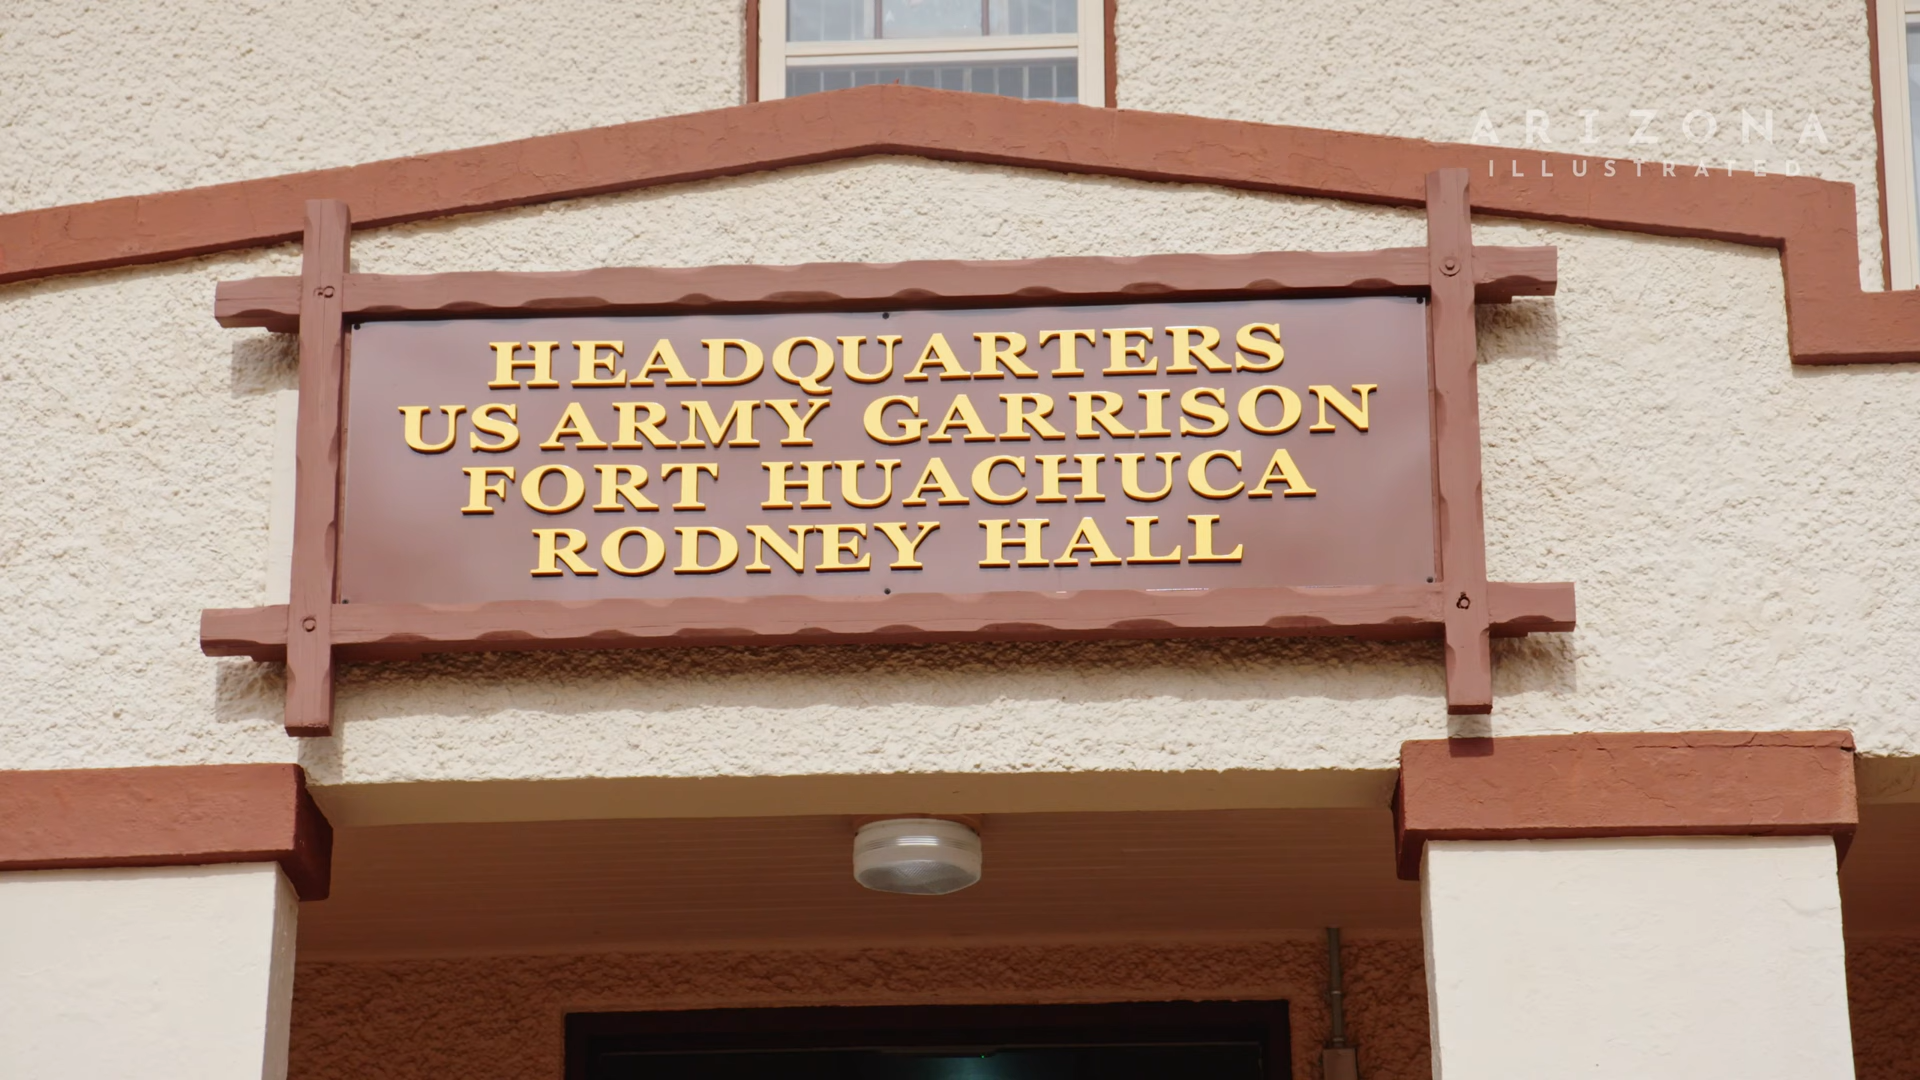 ARIZONA
ILLUSTRATED
HEADQUARTERS
US ARMY GARRISON
FORT HUACHUCA
RODNEY HALL